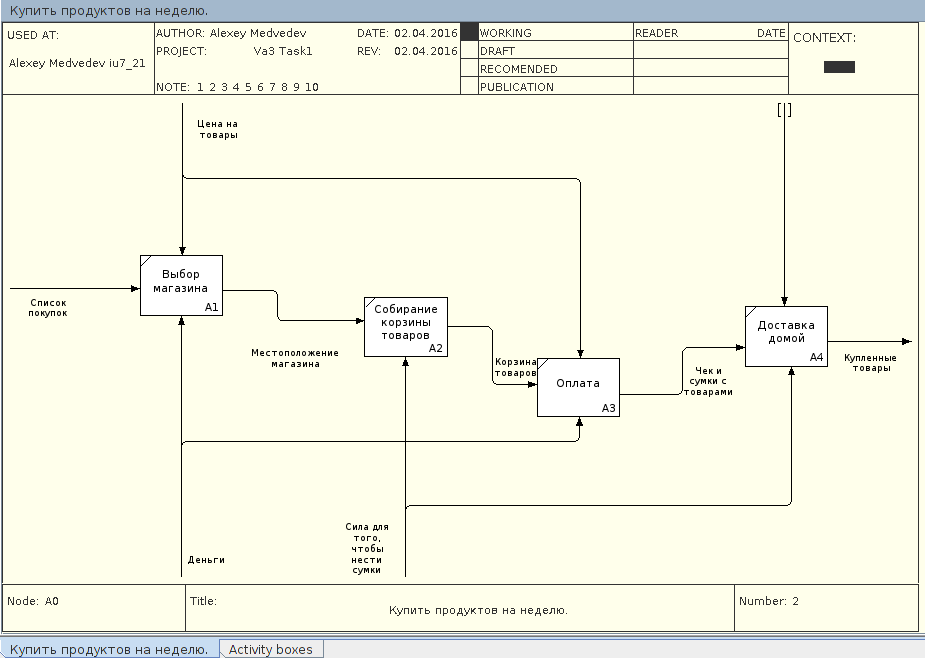 Купить продуктов на неделю.
USED AT:
Alexey Medvedev iu7_21
AUTHOR: Alexey Medvedev
DATE: 02.04.2016
PROJECT: Va3 Task1
REV: 02.04.2016
NOTE: 1 2 3 4 5 6 7 8 9 10
WORKING
DRAFT
RECOMENDED
PUBLICATION
READER DATE
CONTEXT:
Цена на
товары
[ ]
Выбор
магазина
A1
Список
покупок
Собирание
корзины
товаров
A2
Местоположение
магазина
Корзина
товаров
Оплата
A3
Чек и
сумки с
товарами
Доставка
домой
A4
Купленные
товары
Деньги
Сила для
того,
чтобы
нести
сумки
Node: A0
Title:
Купить продуктов на неделю.
Number: 2
Купить продуктов на неделю.
Activity boxes